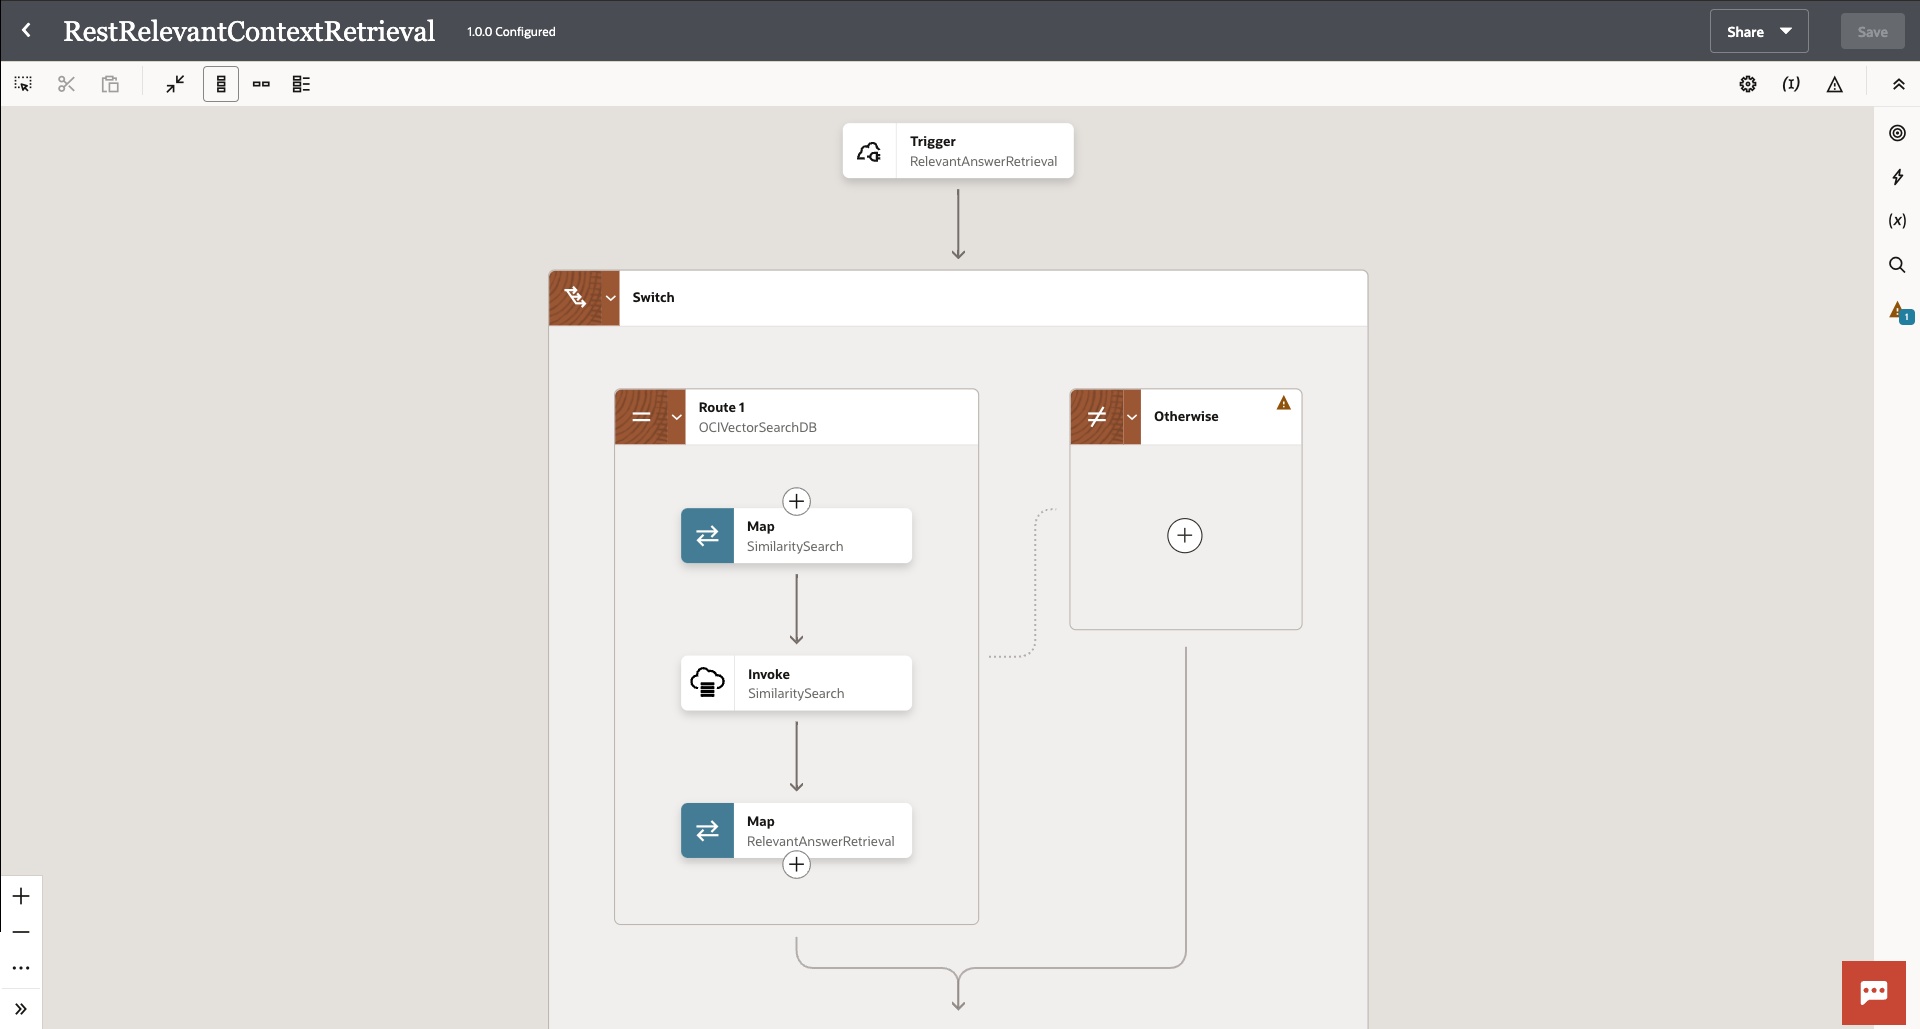 RestRelevantContextRetrieval
1.0.0 Configured
Share
Save
Trigger
RelevantAnswerRetrieval
Switch
Route 1
OCIVectorSearchDB
Otherwise
Map
SimilaritySearch
Invoke
SimilaritySearch
Map
RelevantAnswerRetrieval
(I)
(x)
1